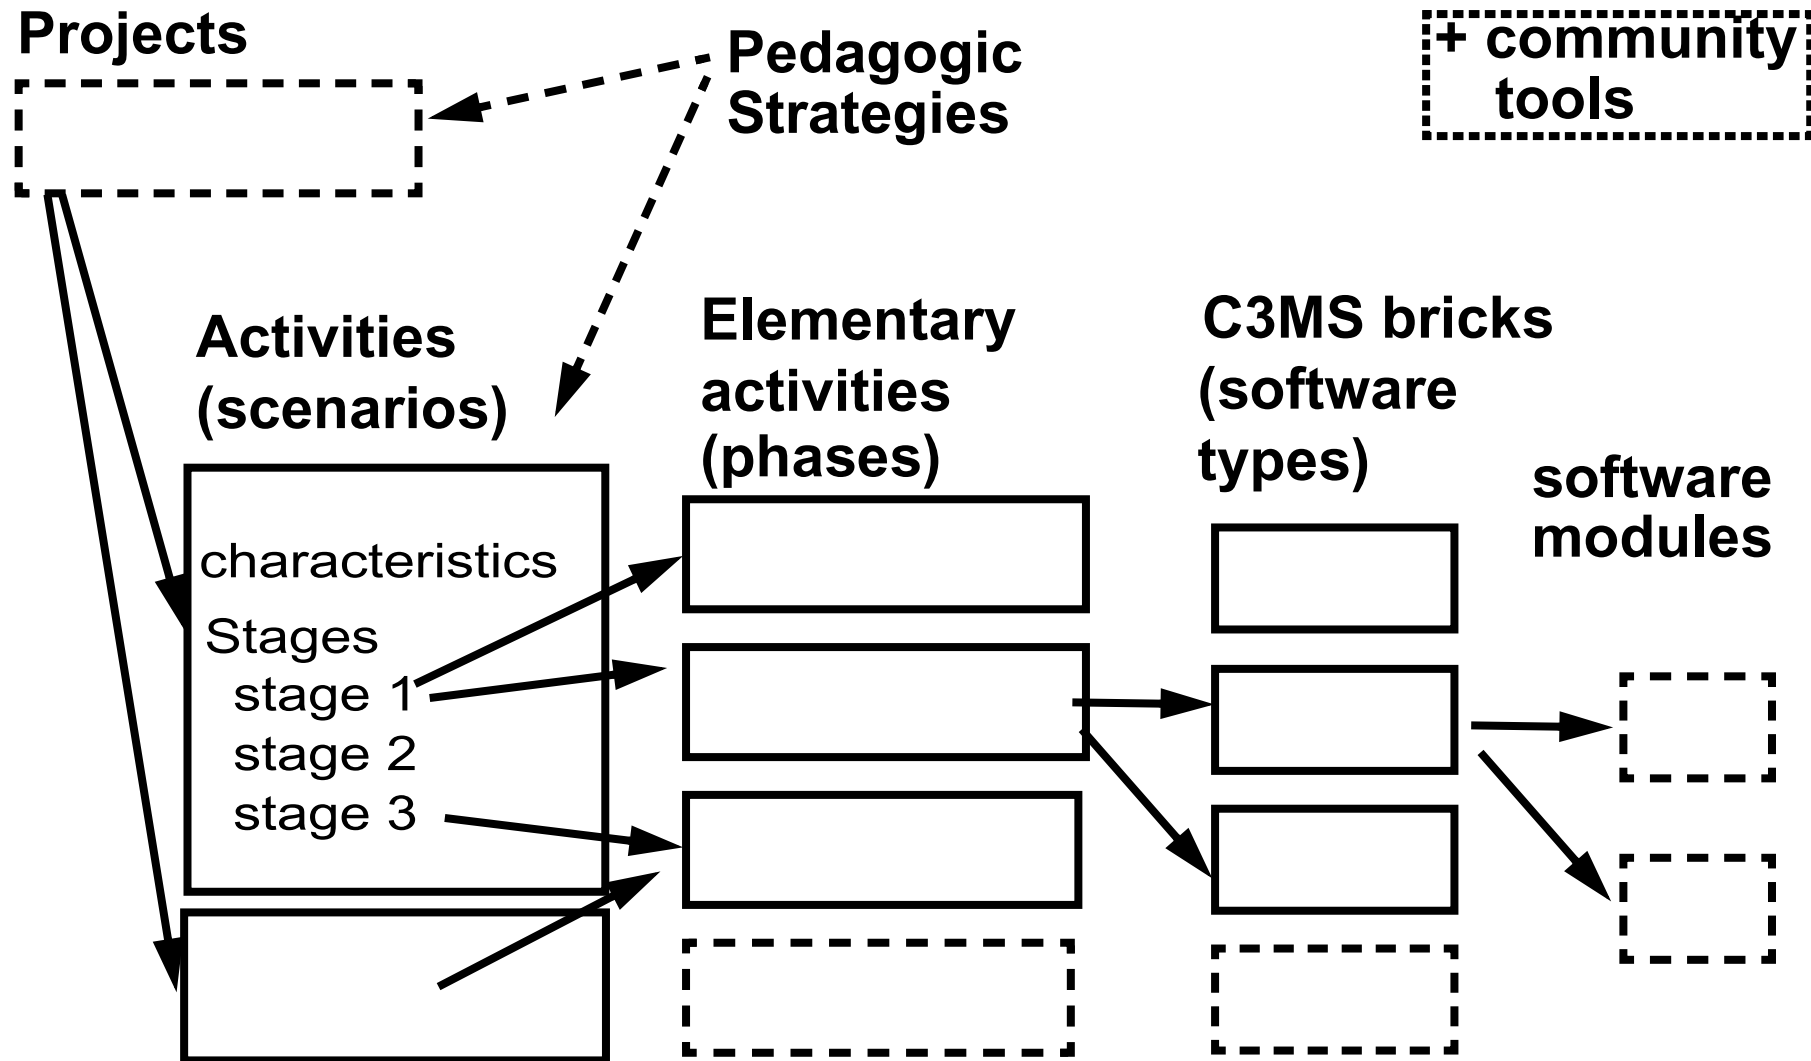 Projects
Pedagogic
Strategies
+ community
tools
Activities
(scenarios)
Elementary
activities
(phases)
C3MS bricks
(software
types)
software
modules
characteristics
Stages
stage 1
stage 2
stage 3